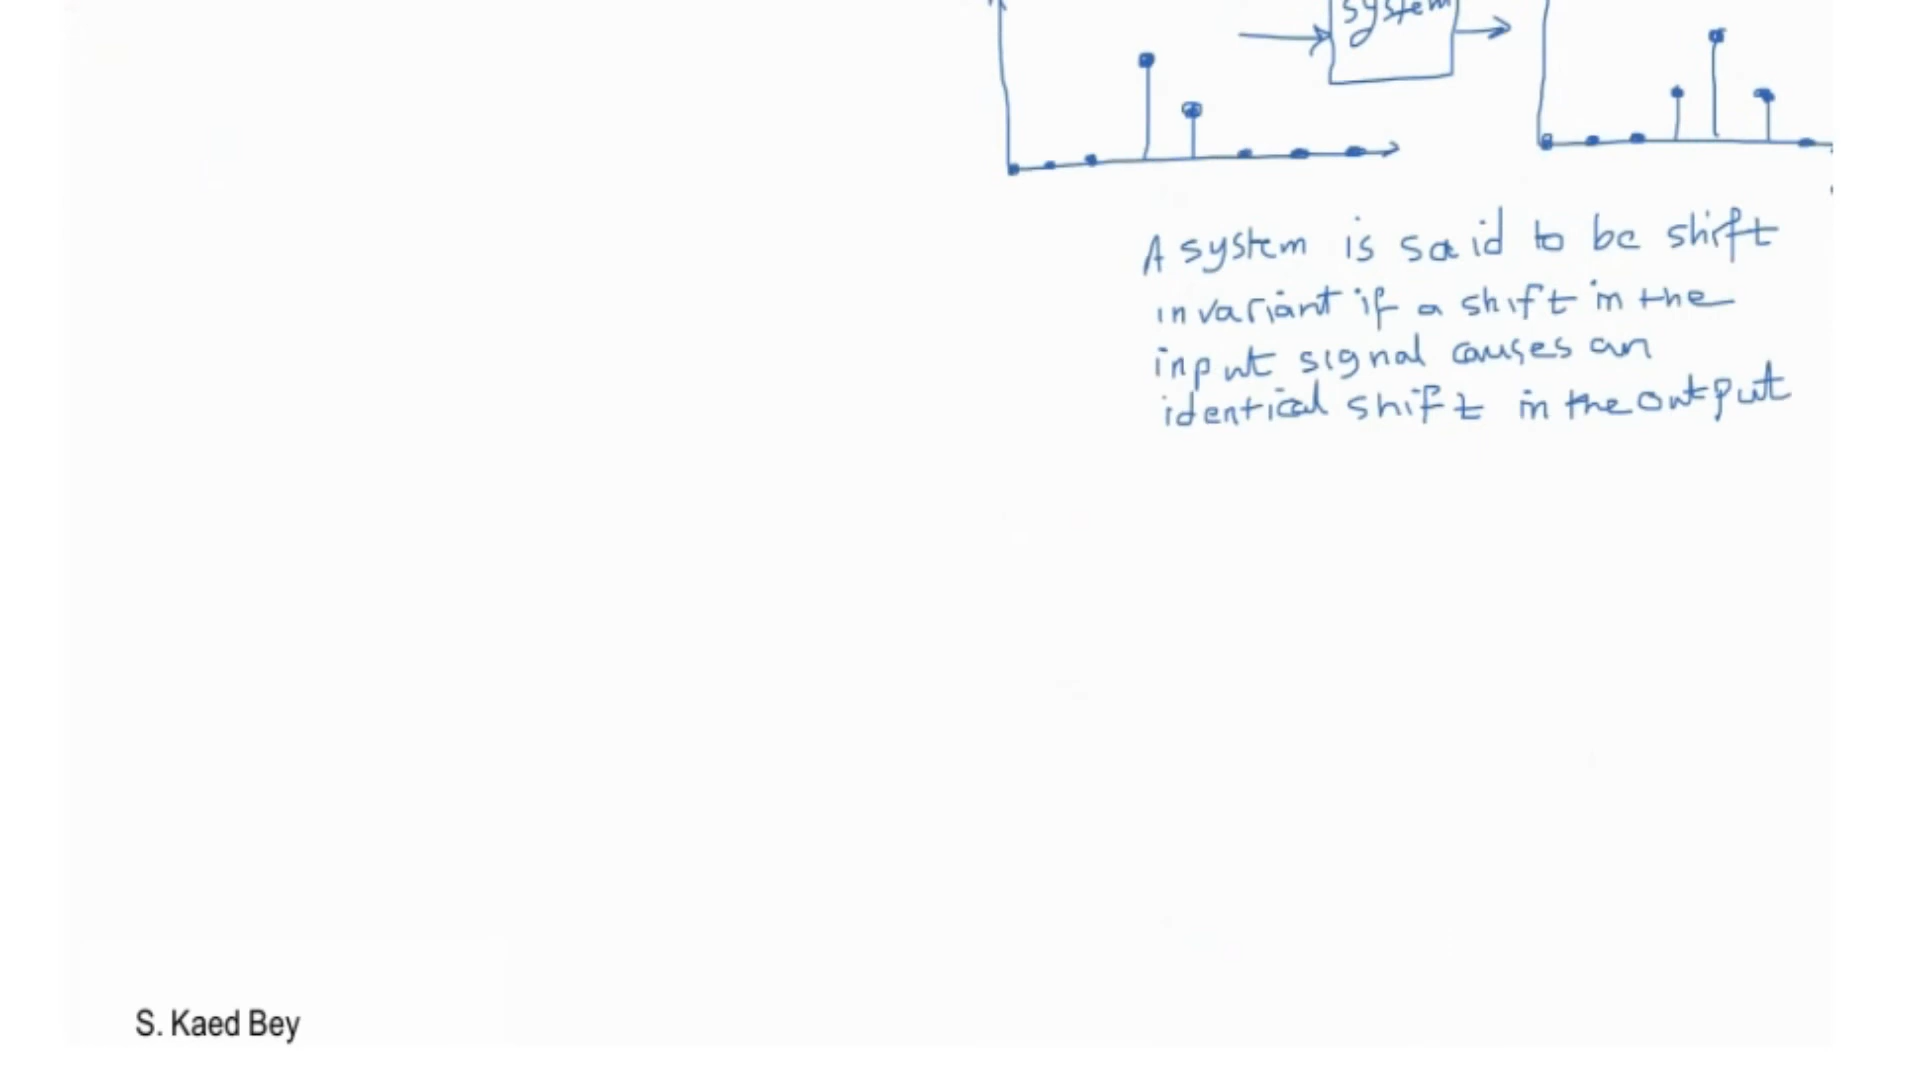 system
A system is said to be shift
invariant if a shift in the
input signal causes an
identical shift in the output
S. Kaed Bey